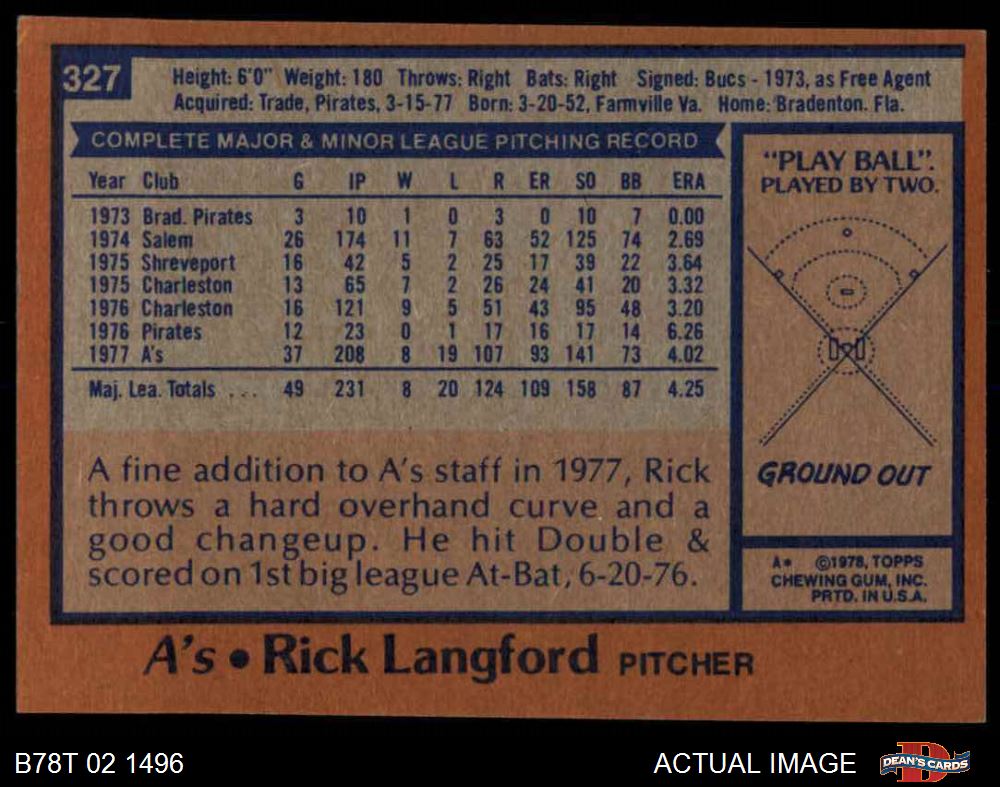 327
Height: 6'0" Weight: 180 Throws: Right Bats: Right Signed: Bucs - 1973, as Free Agent
Acquired: Trade, Pirates, 3-15-77 Born: 3-20-52, Farmville Va. Home: Bradenton. Fla.
COMPLETE MAJOR & MINOR LEAGUE PITCHING RECORD
Year Club G IP W L R ER SO BB ERA
1973 Brad. Pirates 3 10 1 0 3 0 10 7 0.00
1974 Salem 26 174 11 7 63 52 125 74 2.69
1975 Shreveport 16 42 5 2 25 17 39 22 3.64
1975 Charleston 13 65 7 2 26 24 41 20 3.32
1976 Charleston 16 121 9 5 51 43 95 48 3.20
1976 Pirates 12 23 0 1 17 16 17 14 6.26
1977 A's 37 208 8 19 107 93 141 73 4.02
Maj. Lea. Totals ... 49 231 8 20 124 109 158 87 4.25
A fine addition to A's staff in 1977, Rick
throws a hard overhand curve and a
good changeup. He hit Double &
scored on 1st big league At-Bat, 6-20-76.
"PLAY BALL".
PLAYED BY TWO.
GROUND OUT
A* ©1978, TOPPS
CHEWING GUM, INC.
PRTD. IN U.S.A.
A's • Rick Langford PITCHER
B78T 02 1496
ACTUAL IMAGE
D
DEAN'S CARDS